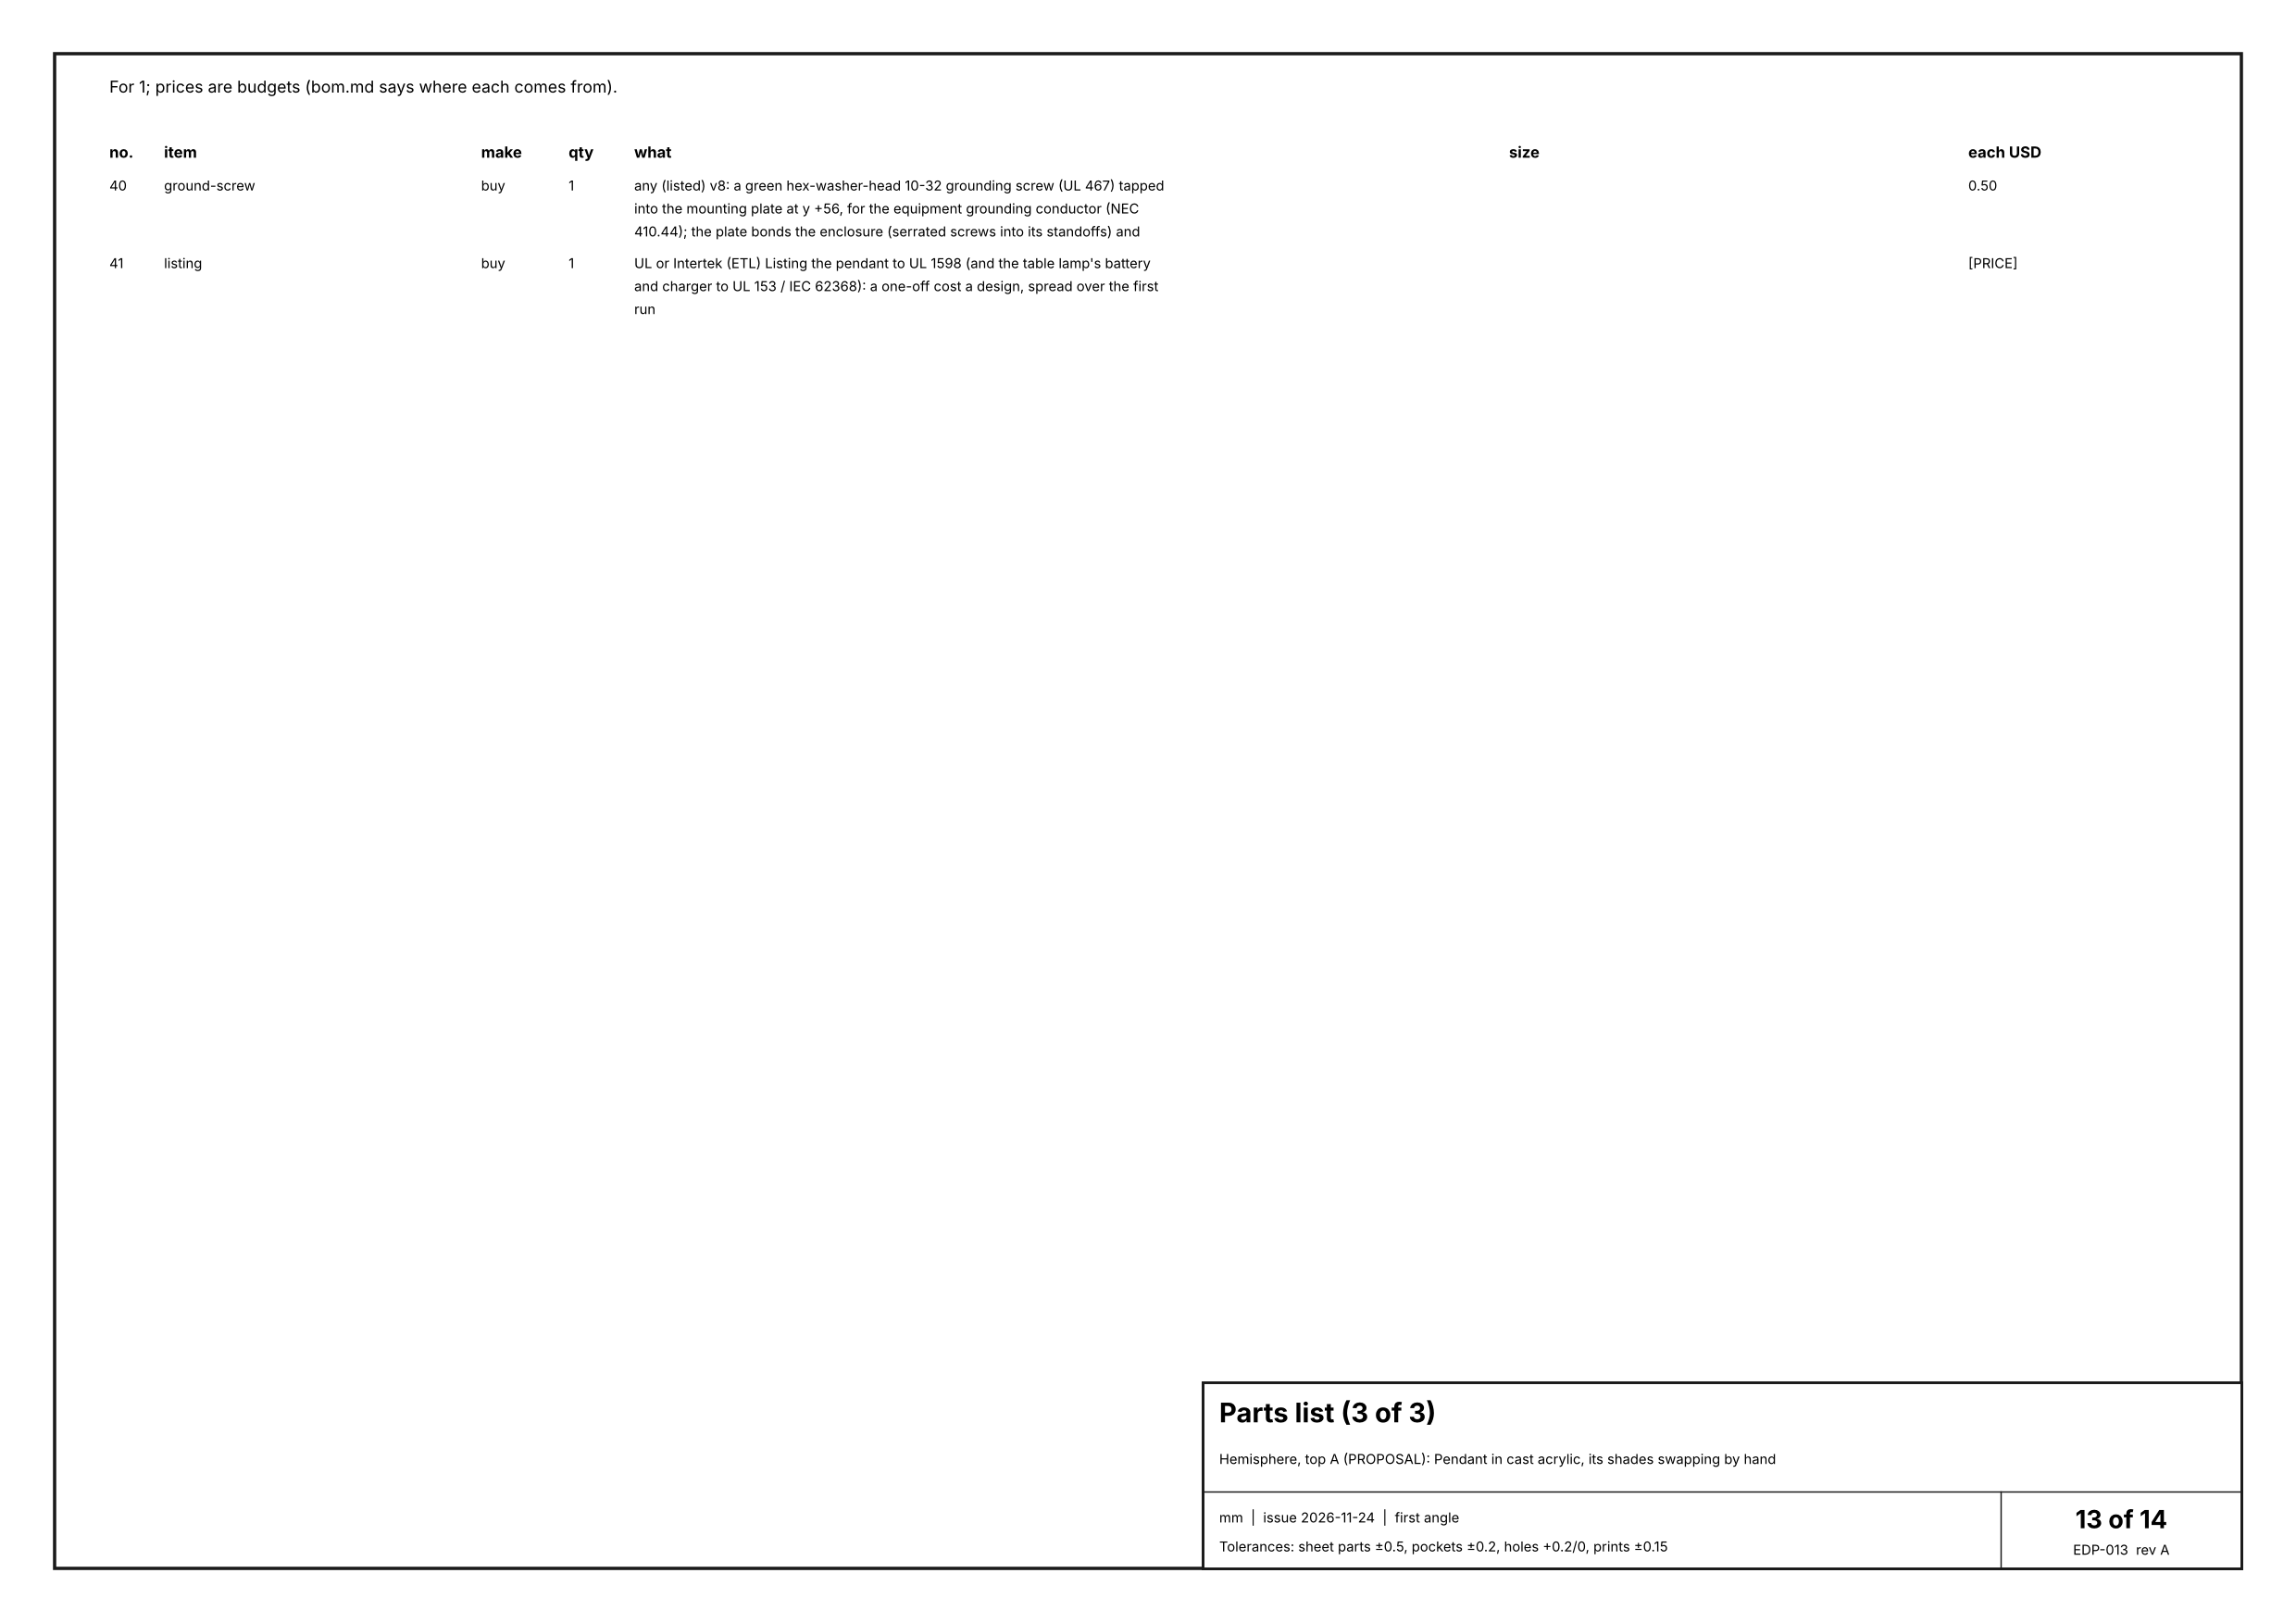 For 1; prices are budgets (bom.md says where each comes from).
no. item make qty what size each USD
40 ground-screw buy 1 any (listed) v8: a green hex-washer-head 10-32 grounding screw (UL 467) tapped 0.50
into the mounting plate at y +56, for the equipment grounding conductor (NEC
410.44); the plate bonds the enclosure (serrated screws into its standoffs) and
41 listing buy 1 UL or Intertek (ETL) Listing the pendant to UL 1598 (and the table lamp's battery [PRICE]
and charger to UL 153 / IEC 62368): a one-off cost a design, spread over the first
run
Parts list (3 of 3)
Hemisphere, top A (PROPOSAL): Pendant in cast acrylic, its shades swapping by hand
mm | issue 2026-11-24 | first angle
Tolerances: sheet parts ±0.5, pockets ±0.2, holes +0.2/0, prints ±0.15
13 of 14
EDP-013 rev A